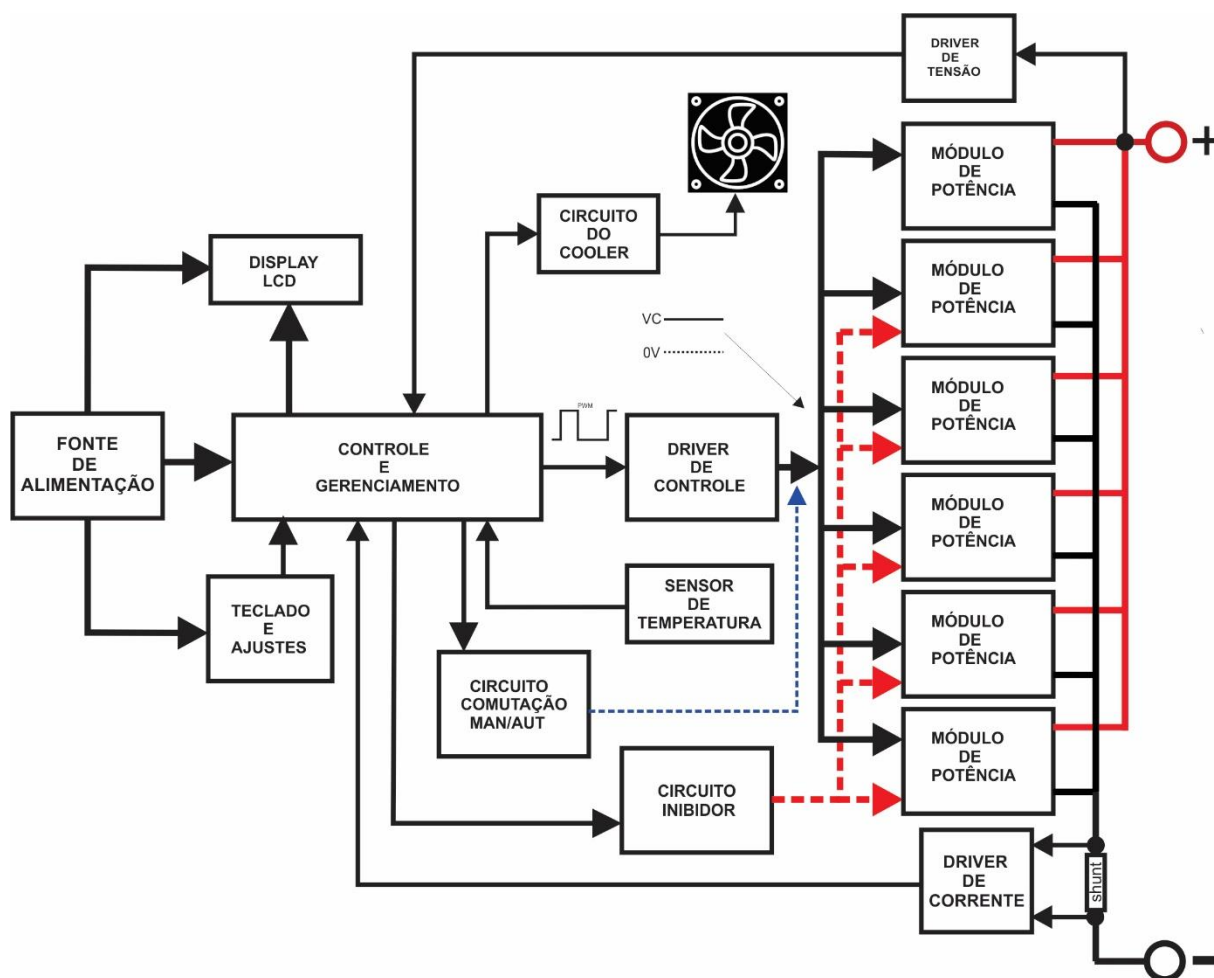 DRIVER
DE
TENSÃO
+
MÓDULO
DE
POTÊNCIA
CIRCUITO
DO
COOLER
DISPLAY
LCD
MÓDULO
DE
POTÊNCIA
VC
0V
MÓDULO
DE
POTÊNCIA
PWM
FONTE
DE
ALIMENTAÇÃO
CONTROLE
E
GERENCIAMENTO
DRIVER
DE
CONTROLE
MÓDULO
DE
POTÊNCIA
TECLADO
E
AJUSTES
SENSOR
DE
TEMPERATURA
MÓDULO
DE
POTÊNCIA
CIRCUITO
COMUTAÇÃO
MAN/AUT
MÓDULO
DE
POTÊNCIA
CIRCUITO
INIBIDOR
DRIVER
DE
CORRENTE
shunt
−